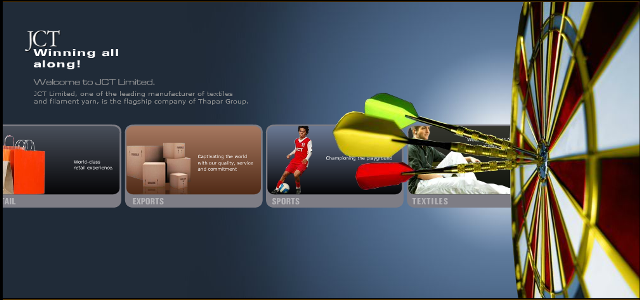 JCT
Winning all
along!
Welcome to JCT Limited.
JCT Limited, one of the leading manufacturer of textiles
and filament yarn, is the flagship company of Thapar Group.
World-class
retail experience
Captivating the world
with our quality, service
and commitment
Championing the playground
AIL
EXPORTS
SPORTS
TEXTILES